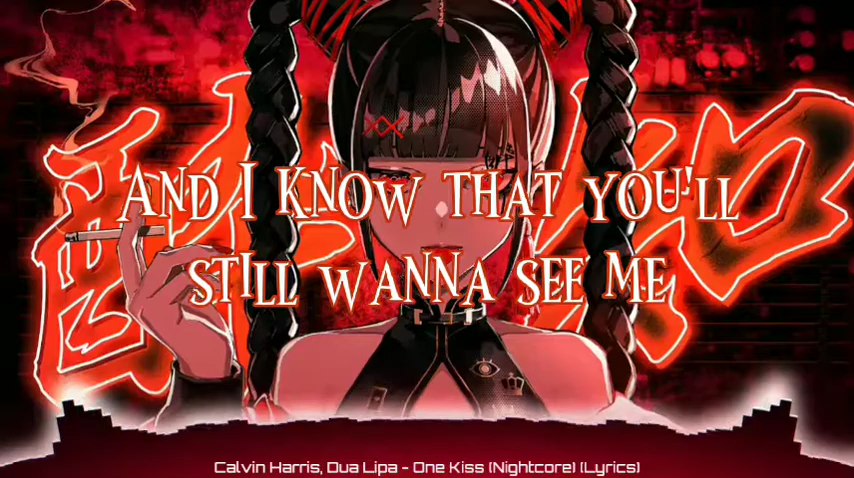 AND I KNOW THAT YOU'LL
STILL WANNA SEE ME
Calvin Harris, Dua Lipa - One Kiss (Nightcore) (Lyrics)